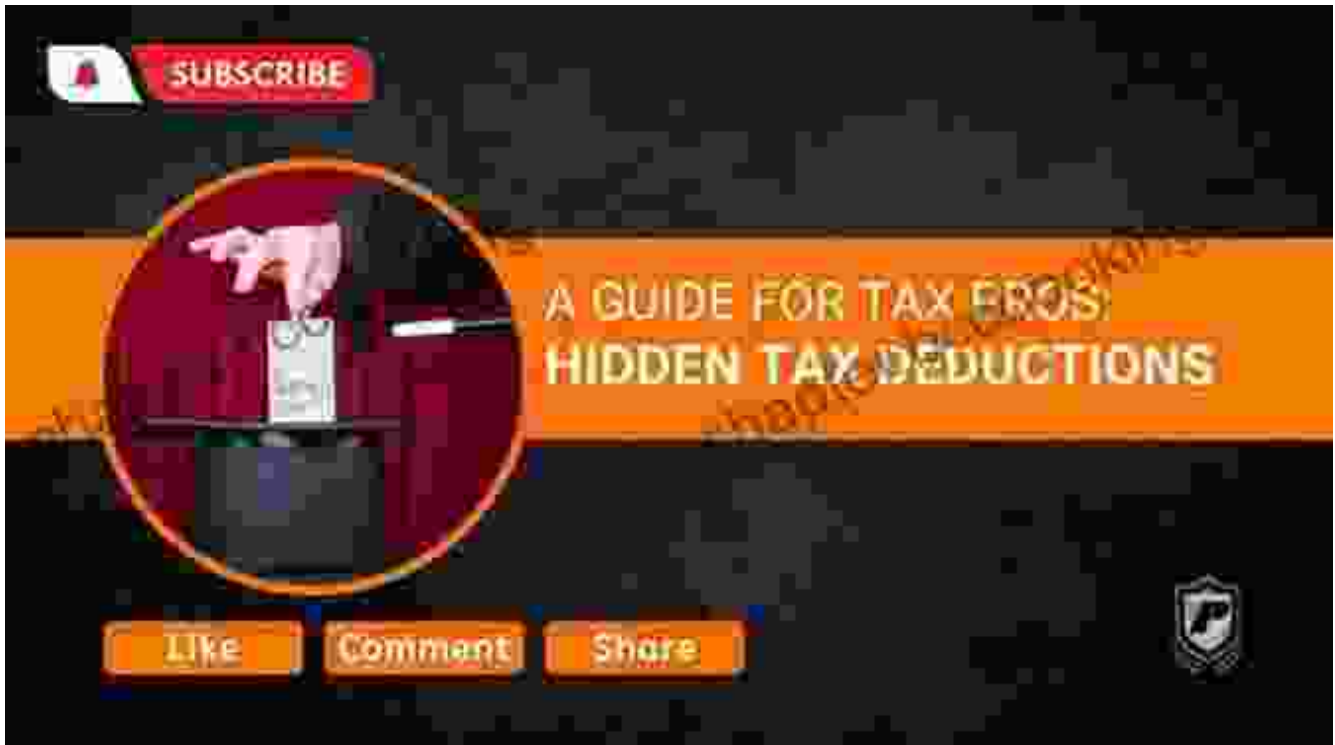 SUBSCRIBE
A GUIDE FOR TAX PROS:
HIDDEN TAX DEDUCTIONS
Like
Comment
Share